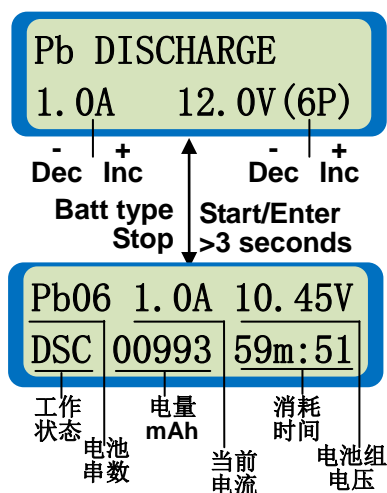 Pb DISCHARGE
1.0A 12.0V(6P)
- + - +
Dec Inc Dec Inc
Batt type Start/Enter
Stop >3 seconds
Pb06 1.0A 10.45V
DSC 00993 59m:51
工作
状态
电池
串数
电量
mAh
当前
电流
消耗
时间
电池组
电压